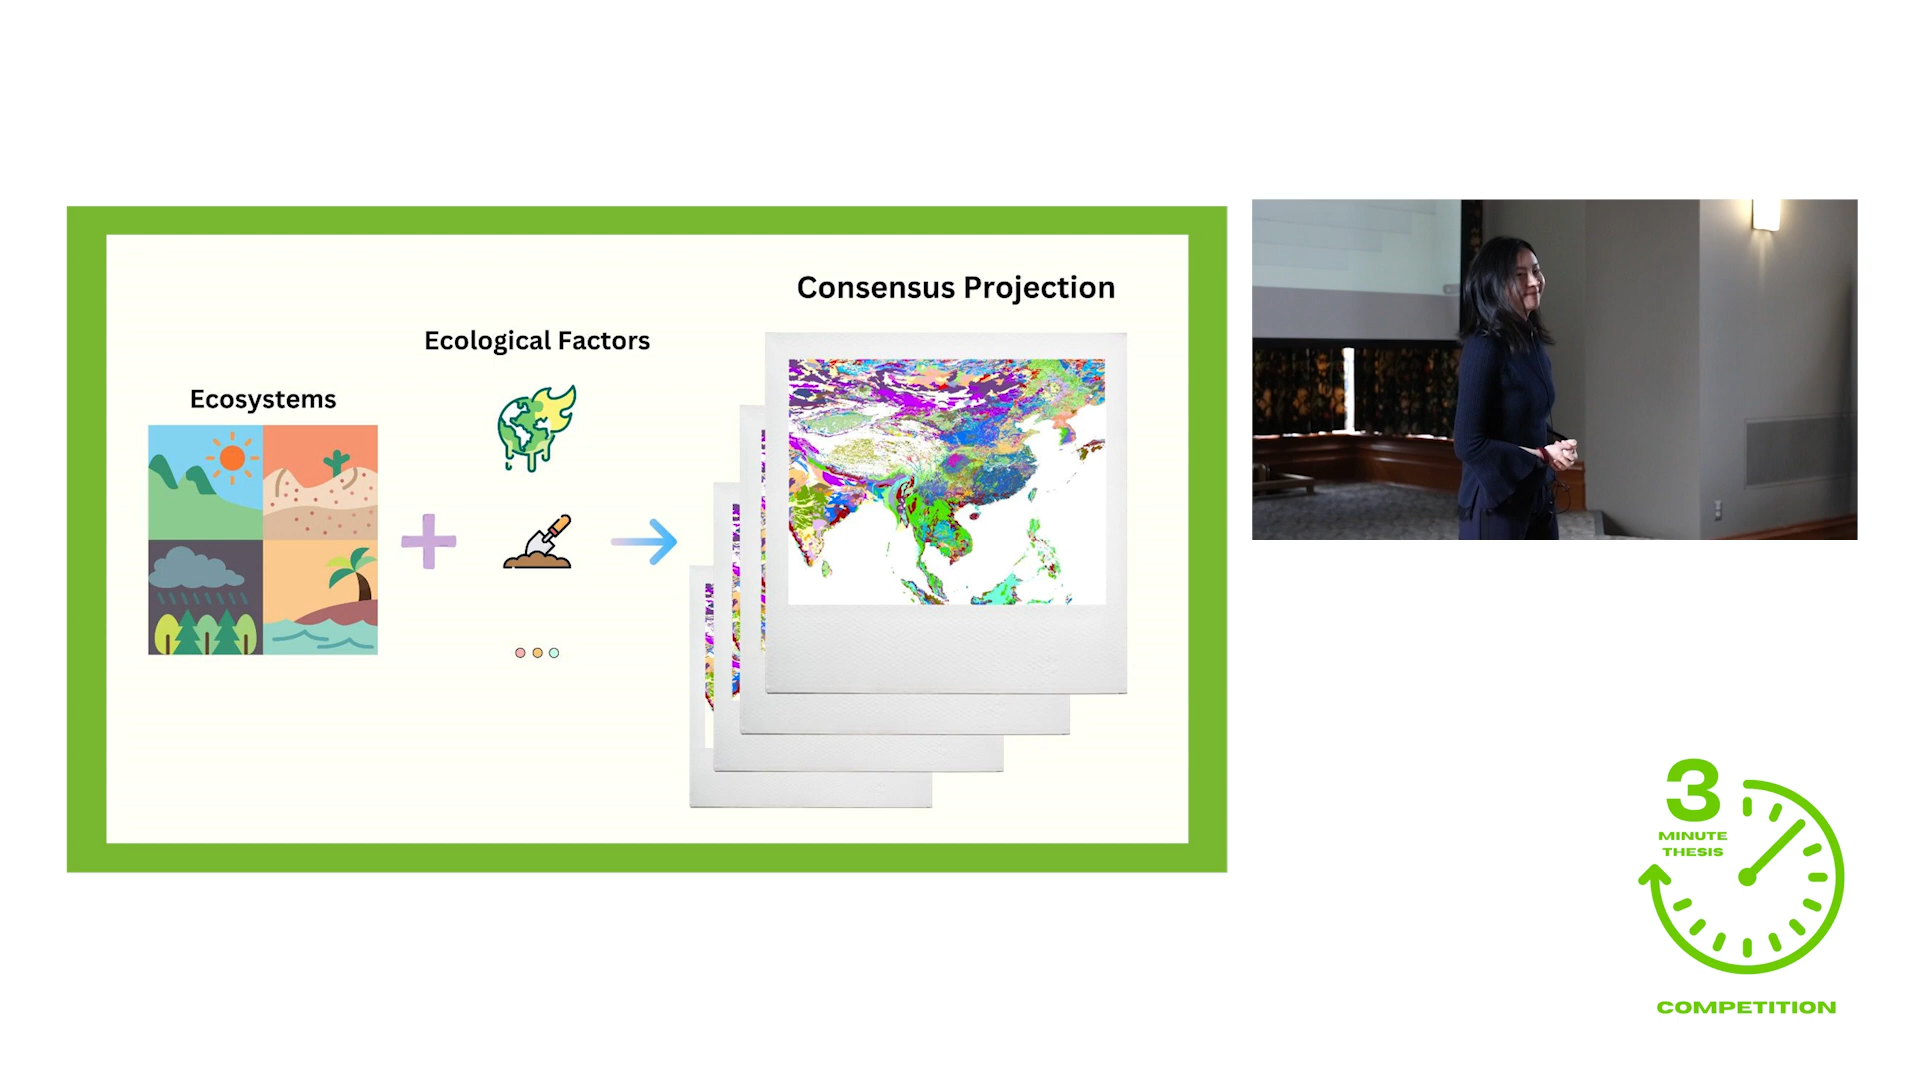 Consensus Projection
Ecological Factors
Ecosystems
3
MINUTE
THESIS
COMPETITION